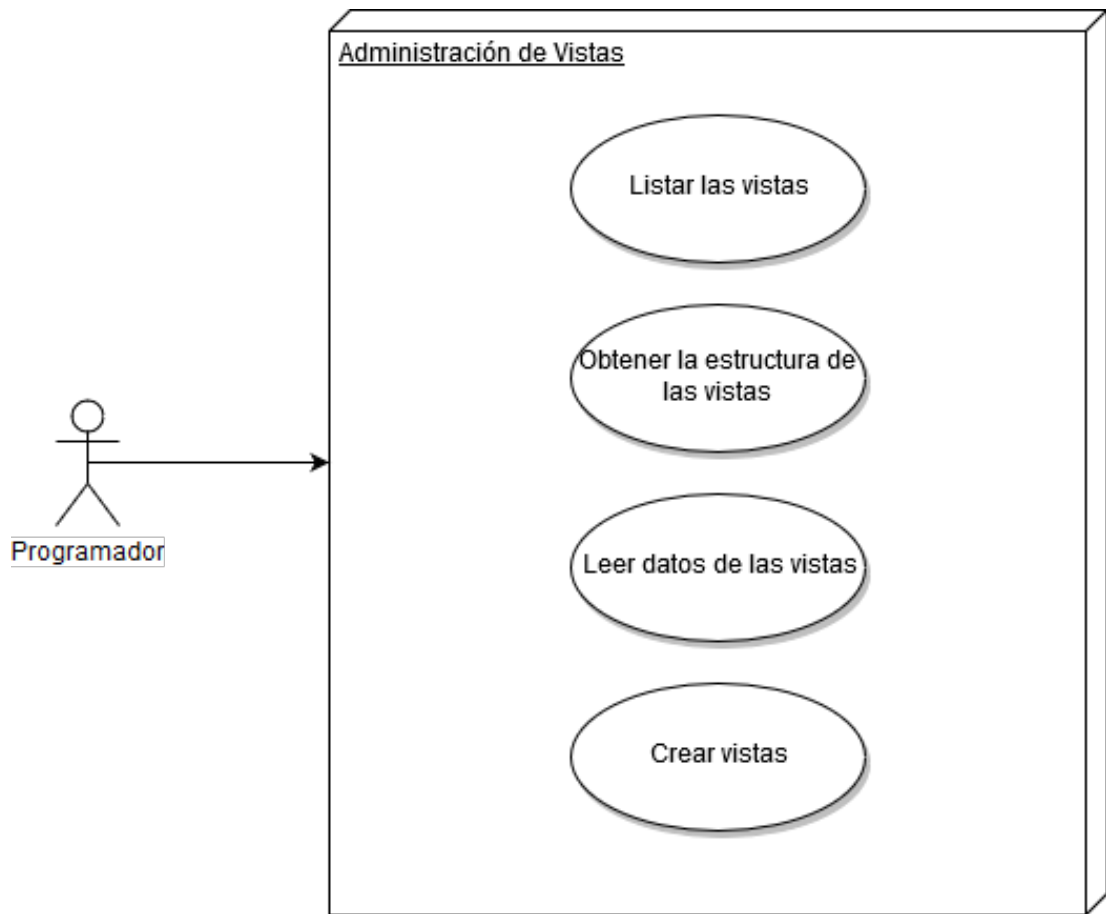 Administración de Vistas
Listar las vistas
Obtener la estructura de
las vistas
Leer datos de las vistas
Crear vistas
Programador